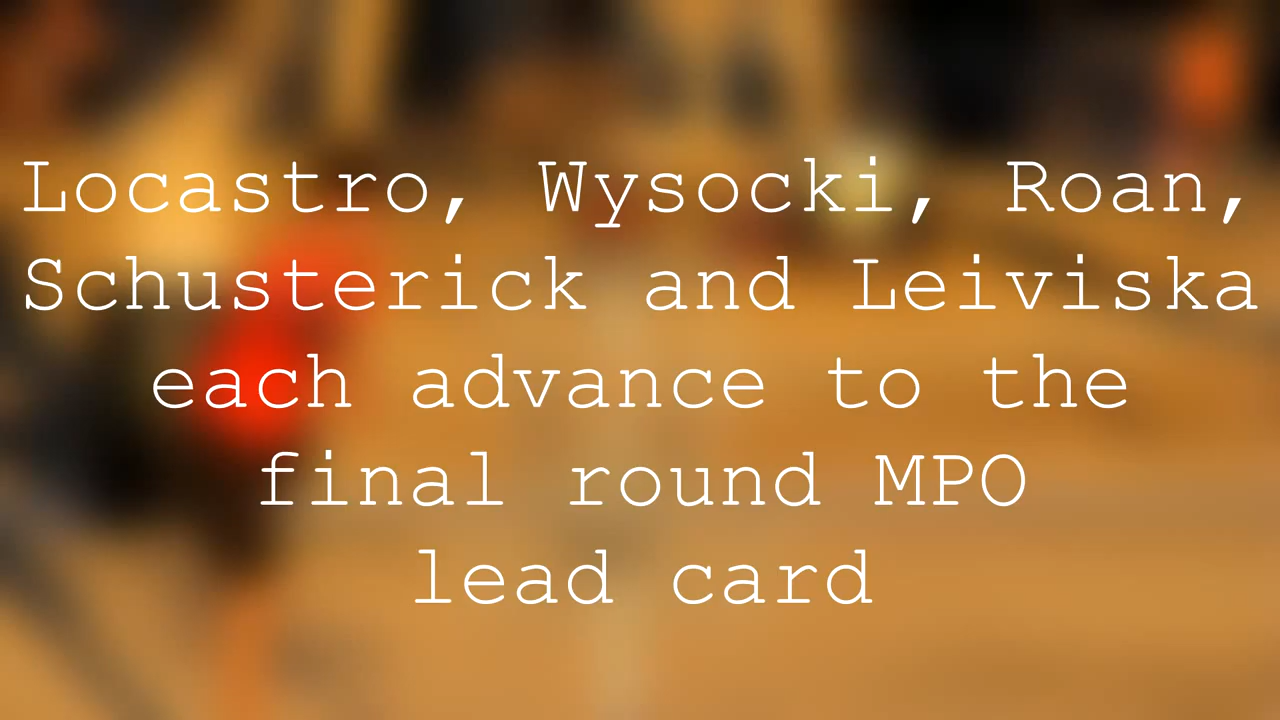 Locastro, Wysocki, Roan,
Schusterick and Leiviska
each advance to the
final round MPO
lead card